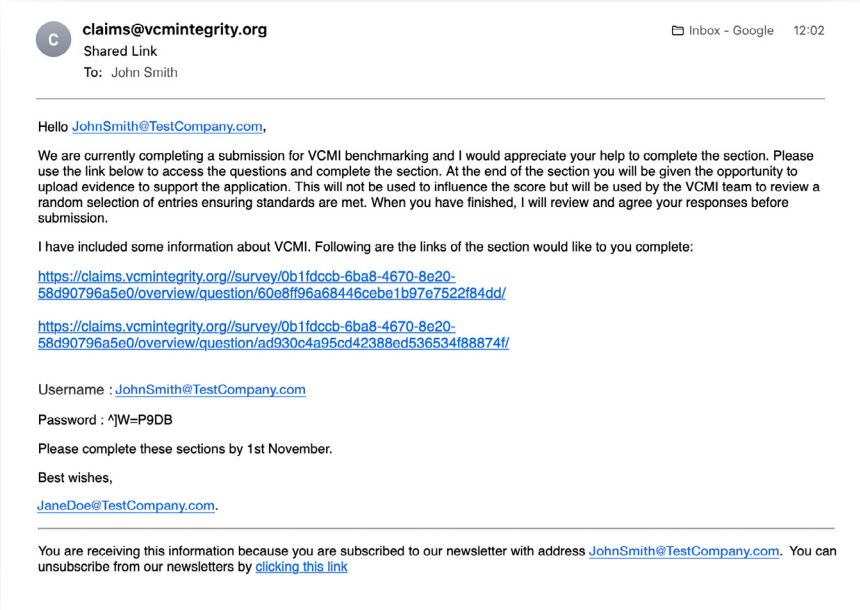 C
claims@vcmintegrity.org
Inbox - Google 12:02
Shared Link
To: John Smith
Hello JohnSmith@TestCompany.com,
We are currently completing a submission for VCMI benchmarking and I would appreciate your help to complete the section. Please
use the link below to access the questions and complete the section. At the end of the section you will be given the opportunity to
upload evidence to support the application. This will not be used to influence the score but will be used by the VCMI team to review a
random selection of entries ensuring standards are met. When you have finished, I will review and agree your responses before
submission.
I have included some information about VCMI. Following are the links of the section would like to you complete:
https://claims.vcmintegrity.org//survey/0b1fdccb-6ba8-4670-8e20-
58d90796a5e0/overview/question/60e8ff96a68446cebe1b97e7522f84dd/
https://claims.vcmintegrity.org//survey/0b1fdccb-6ba8-4670-8e20-
58d90796a5e0/overview/question/ad930c4a95cd42388ed536534f88874f/
Username : JohnSmith@TestCompany.com
Password : ^]W=P9DB
Please complete these sections by 1st November.
Best wishes,
JaneDoe@TestCompany.com.
You are receiving this information because you are subscribed to our newsletter with address JohnSmith@TestCompany.com. You can
unsubscribe from our newsletters by clicking this link